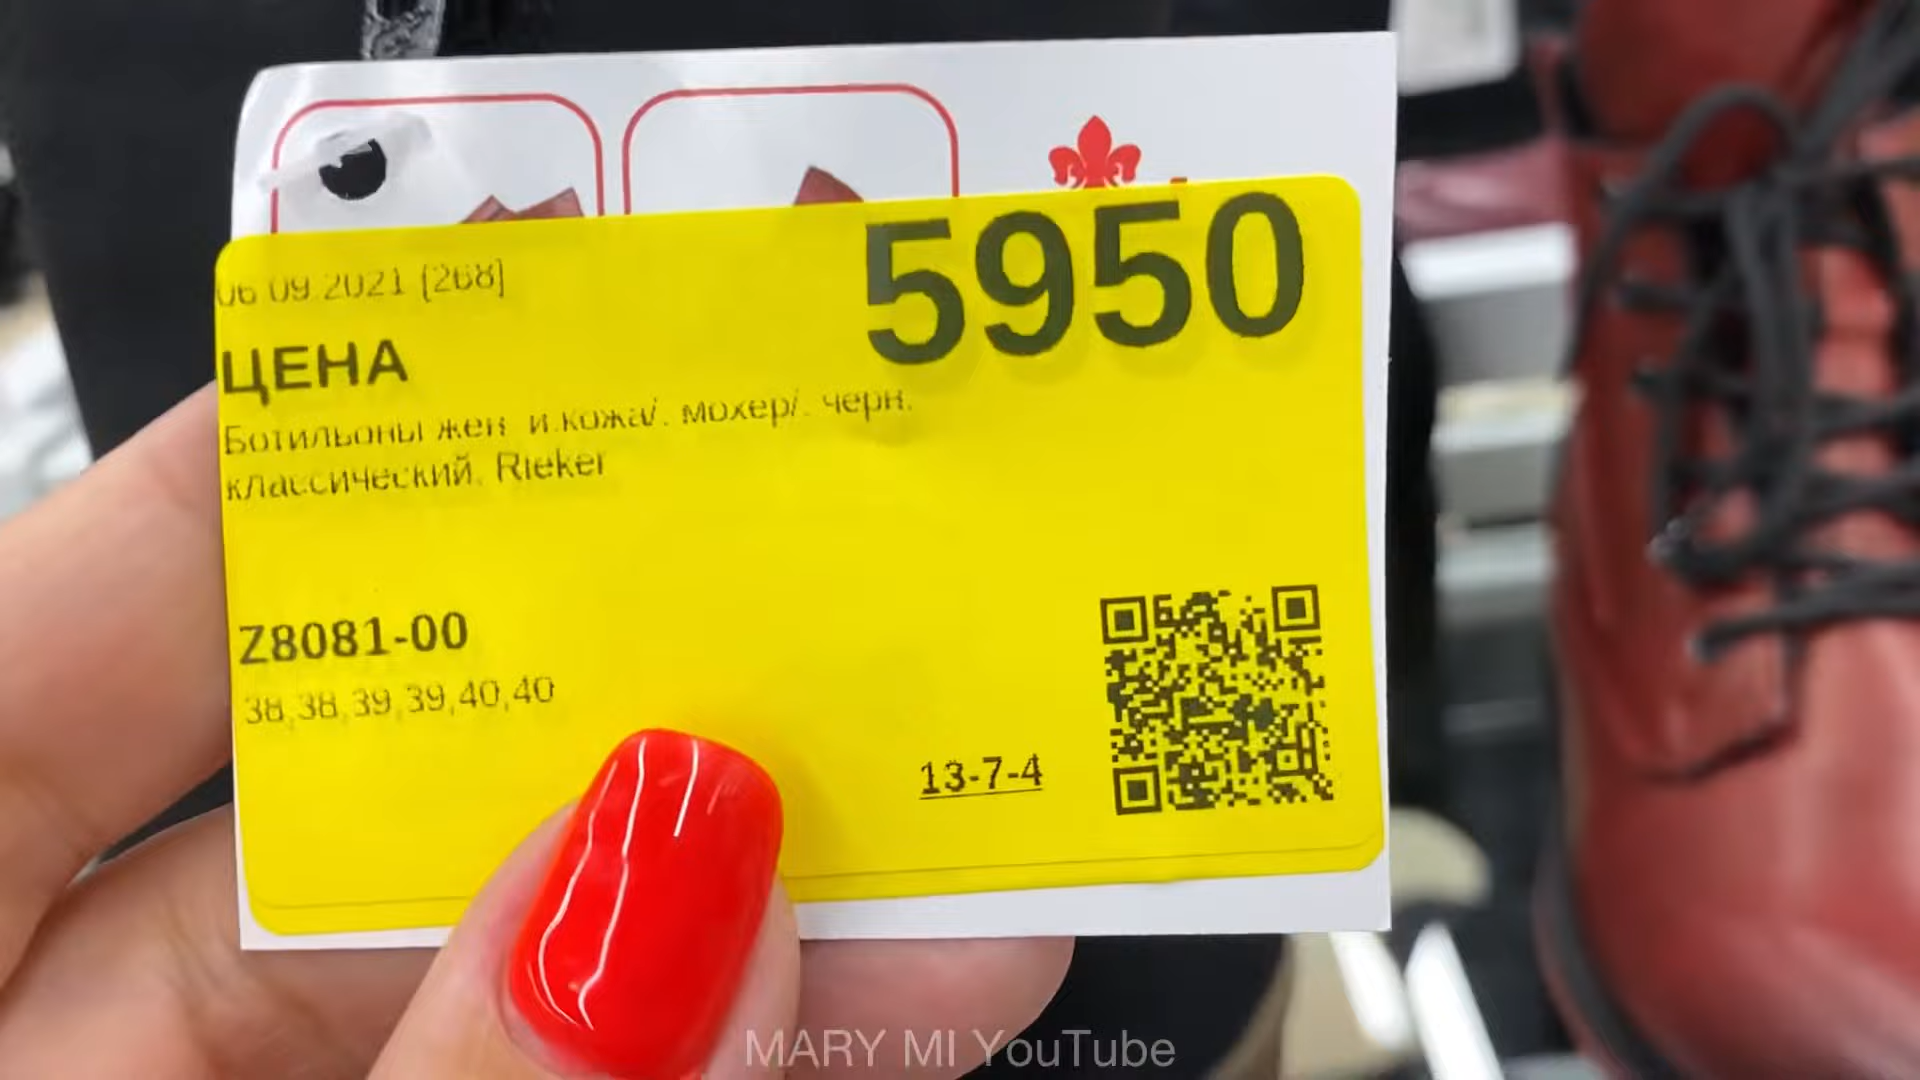 5950
06.09.2021 [268]
ЦЕНА
Ботильоны жен. и.кожа/. мохер/. черн.
классический. Rieker
Z8081-00
38,38,39,39,40,40
13-7-4
MARY MI YouTube